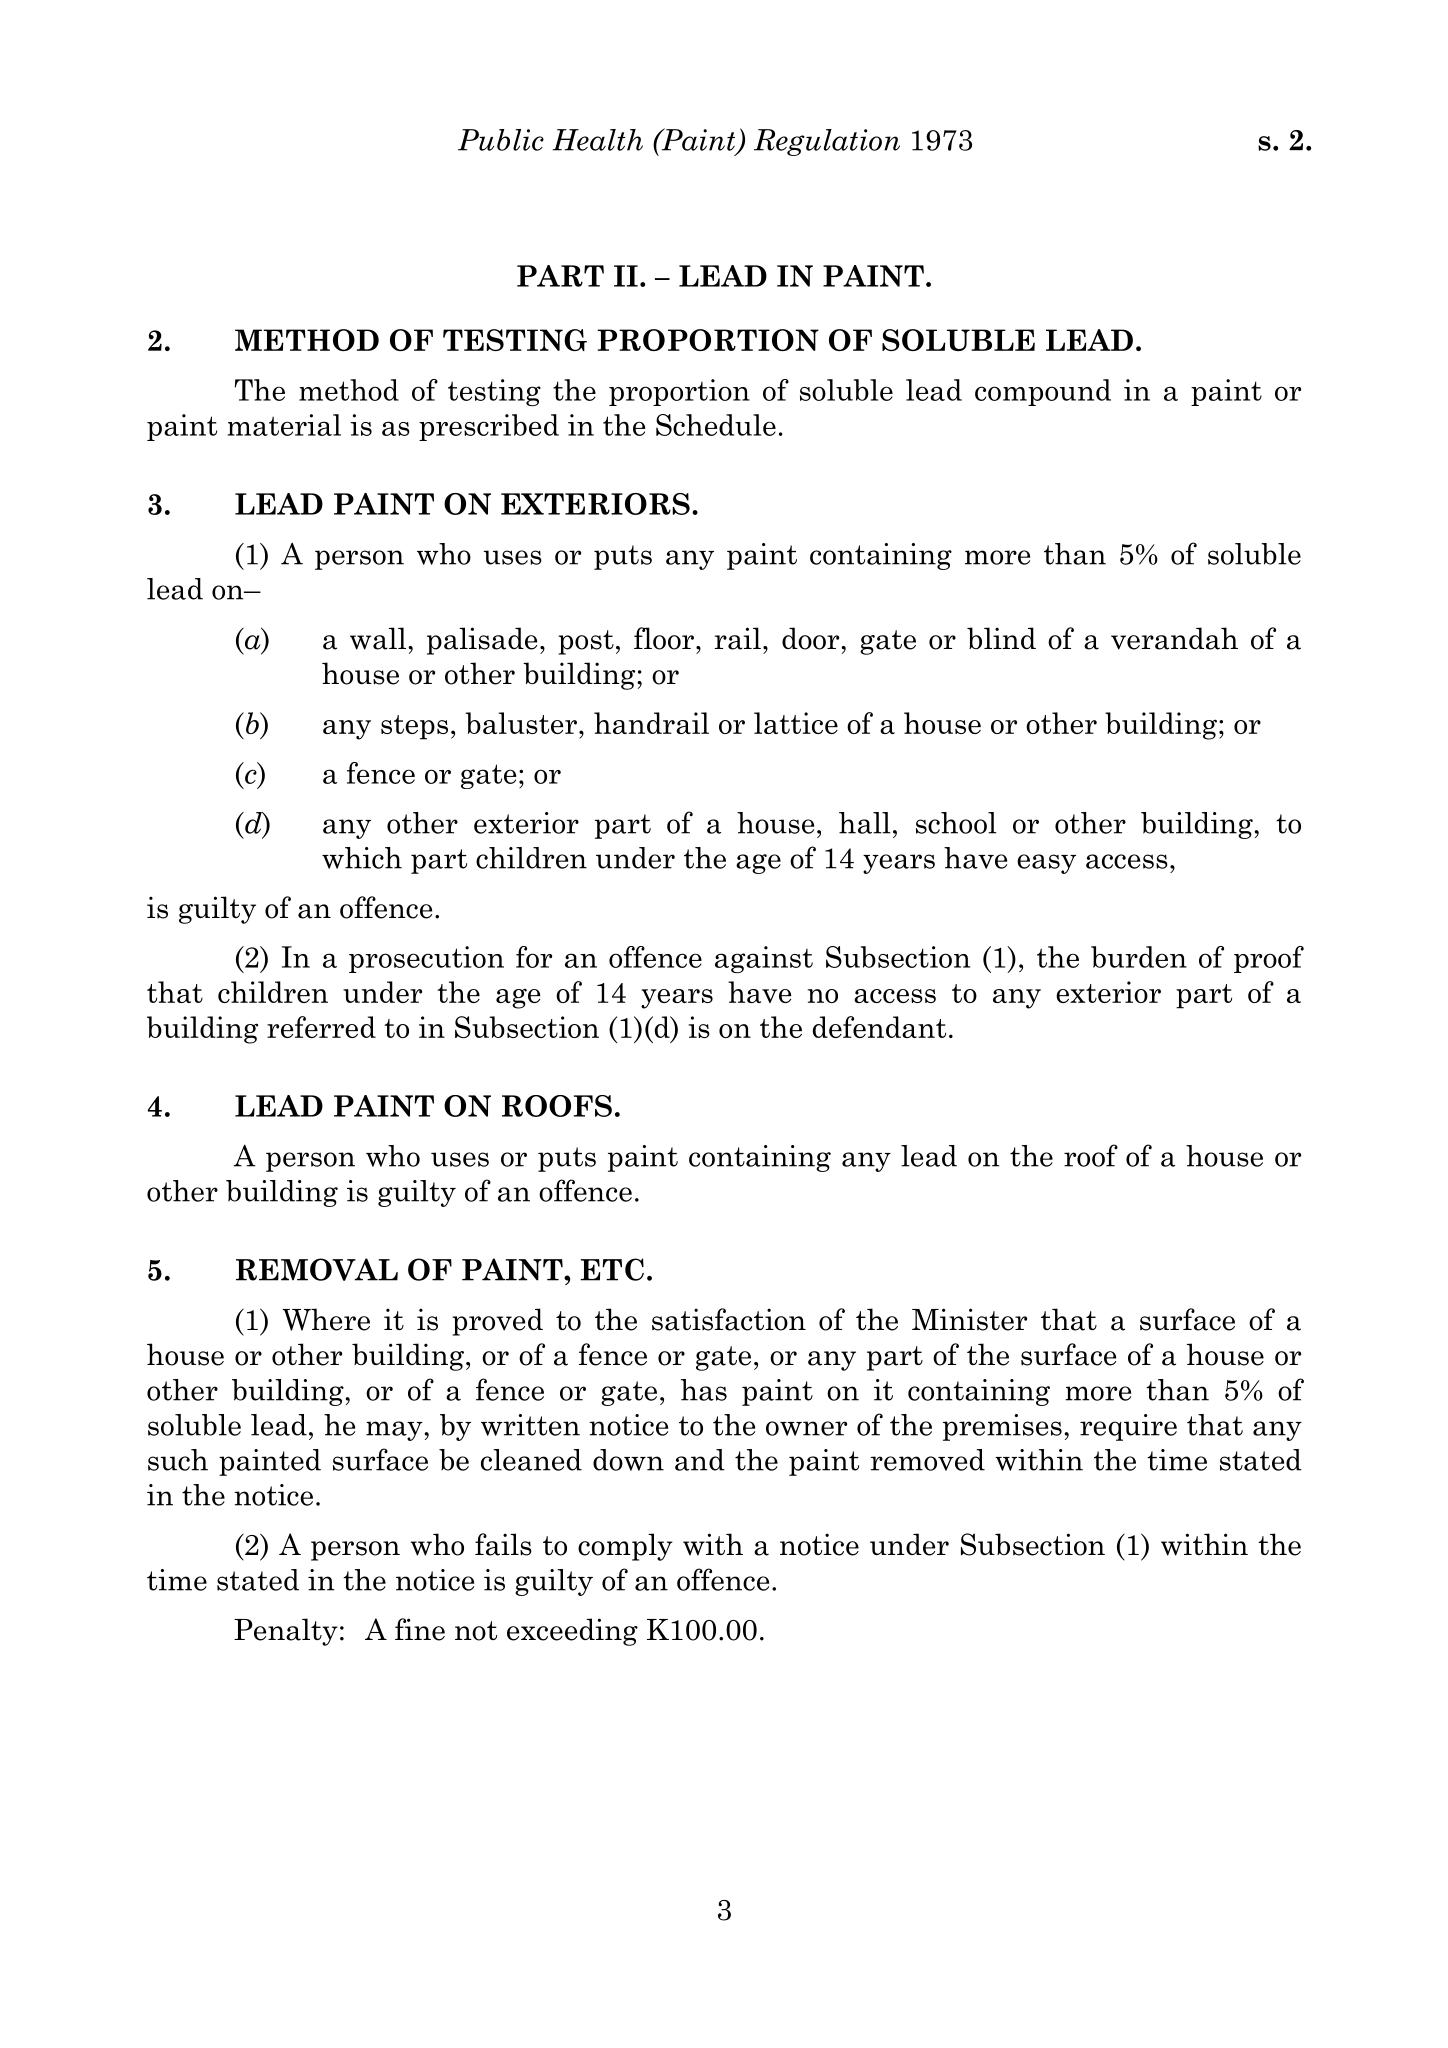 Public Health (Paint) Regulation 1973 s. 2.
PART II. – LEAD IN PAINT.
2. METHOD OF TESTING PROPORTION OF SOLUBLE LEAD.
The method of testing the proportion of soluble lead compound in a paint or
paint material is as prescribed in the Schedule.
3. LEAD PAINT ON EXTERIORS.
(1) A person who uses or puts any paint containing more than 5% of soluble
lead on–
(a) a wall, palisade, post, floor, rail, door, gate or blind of a verandah of a
house or other building; or
(b) any steps, baluster, handrail or lattice of a house or other building; or
(c) a fence or gate; or
(d) any other exterior part of a house, hall, school or other building, to
which part children under the age of 14 years have easy access,
is guilty of an offence.
(2) In a prosecution for an offence against Subsection (1), the burden of proof
that children under the age of 14 years have no access to any exterior part of a
building referred to in Subsection (1)(d) is on the defendant.
4. LEAD PAINT ON ROOFS.
A person who uses or puts paint containing any lead on the roof of a house or
other building is guilty of an offence.
5. REMOVAL OF PAINT, ETC.
(1) Where it is proved to the satisfaction of the Minister that a surface of a
house or other building, or of a fence or gate, or any part of the surface of a house or
other building, or of a fence or gate, has paint on it containing more than 5% of
soluble lead, he may, by written notice to the owner of the premises, require that any
such painted surface be cleaned down and the paint removed within the time stated
in the notice.
(2) A person who fails to comply with a notice under Subsection (1) within the
time stated in the notice is guilty of an offence.
Penalty: A fine not exceeding K100.00.
3